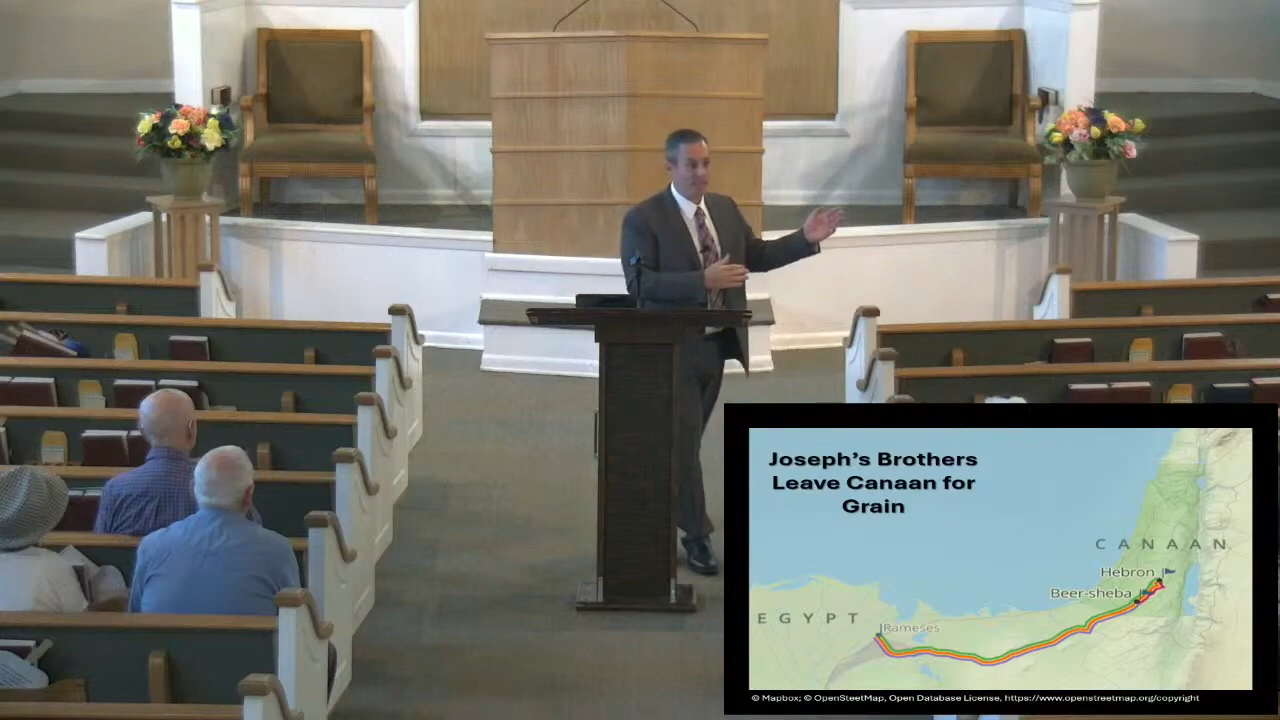 Joseph's Brothers
Leave Canaan for
Grain
CANAAN
Hebron
Beer-sheba
EGYPT
Rameses
© Mapbox; © OpenSteetMap, Open Database License, https://www.openstreetmap.org/copyright